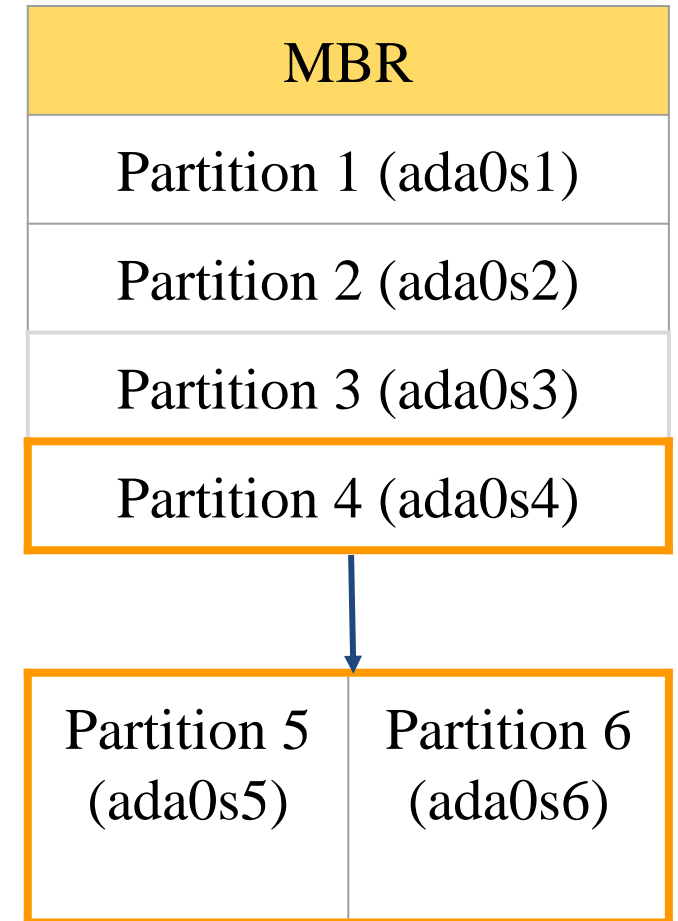 MBR
Partition 1 (ada0s1)
Partition 2 (ada0s2)
Partition 3 (ada0s3)
Partition 4 (ada0s4)
Partition 5
(ada0s5)
Partition 6
(ada0s6)